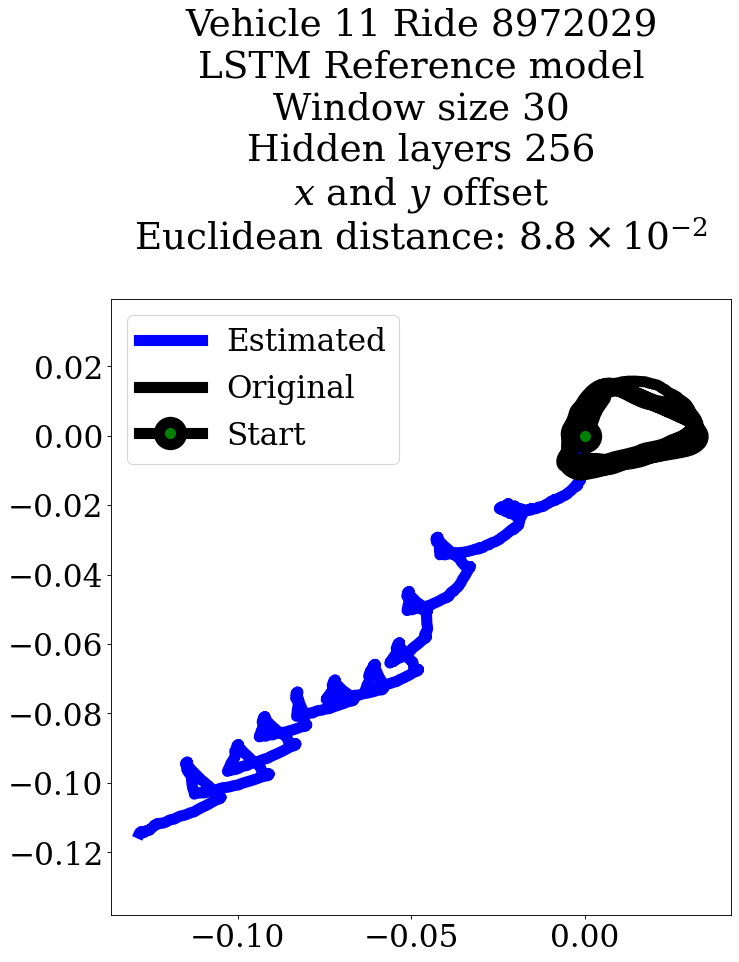 Vehicle 11 Ride 8972029
LSTM Reference model
Window size 30
Hidden layers 256
x and y offset
Euclidean distance: 8.8 × 10⁻²
Estimated
Original
Start
0.02
0.00
−0.02
−0.04
−0.06
−0.08
−0.10
−0.12
−0.10
−0.05
0.00